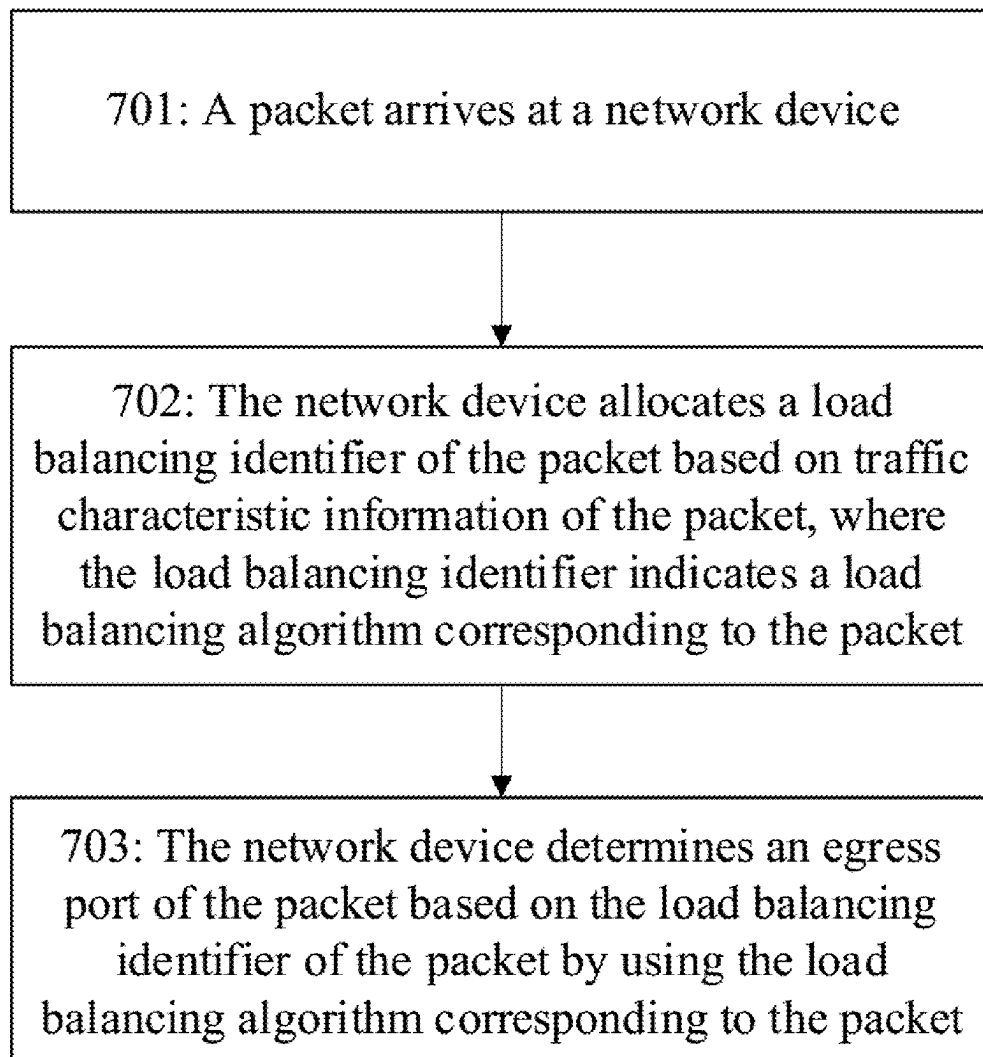 701: A packet arrives at a network device
702: The network device allocates a load
balancing identifier of the packet based on traffic
characteristic information of the packet, where
the load balancing identifier indicates a load
balancing algorithm corresponding to the packet
703: The network device determines an egress
port of the packet based on the load balancing
identifier of the packet by using the load
balancing algorithm corresponding to the packet